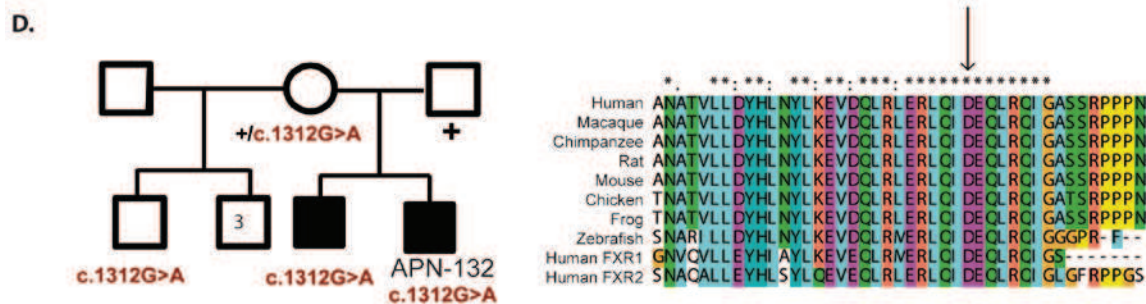 D.
+/c.1312G>A
+
3
c.1312G>A
c.1312G>A
APN-132
c.1312G>A
*. **:**: **:**: **** *************
Human ANATVLLDYHLNYLKEVDQLRLERLQIDEQLRQIGASSRPPPN
Macaque ANATVLLDYHLNYLKEVDQLRLERLQIDEQLRQIGASSRPPPN
Chimpanzee ANATVLLDYHLNYLKEVDQLRLERLQIDEQLRQIGASSRPPPN
Rat ANATVLLDYHLNYLKEVDQLRLERLQIDEQLRQIGASSRPPPN
Mouse ANATVLLDYHLNYLKEVDQLRLERLQIDEQLRQIGASSRPPPN
Chicken TNATVLLDYHLNYLKEVDQLRLERLQIDEQLRQIGATSRPPPN
Frog TNATVLLDYHLNYLKEVDQLRLERLQIDEQLRQIGASSRPPPN
Zebrafish SNARILLDYHLNYLKEVDQLRMERLQIDEQLRQIGGGPR-F--
Human FXR1 GNVQVLLEYHLAYLKEVEQLRMERLQIDEQLRQIGS-------
Human FXR2 SNAQALLEYHLSYLQEVEQLRLERLQIDEQLRQIGLGFRPPGS